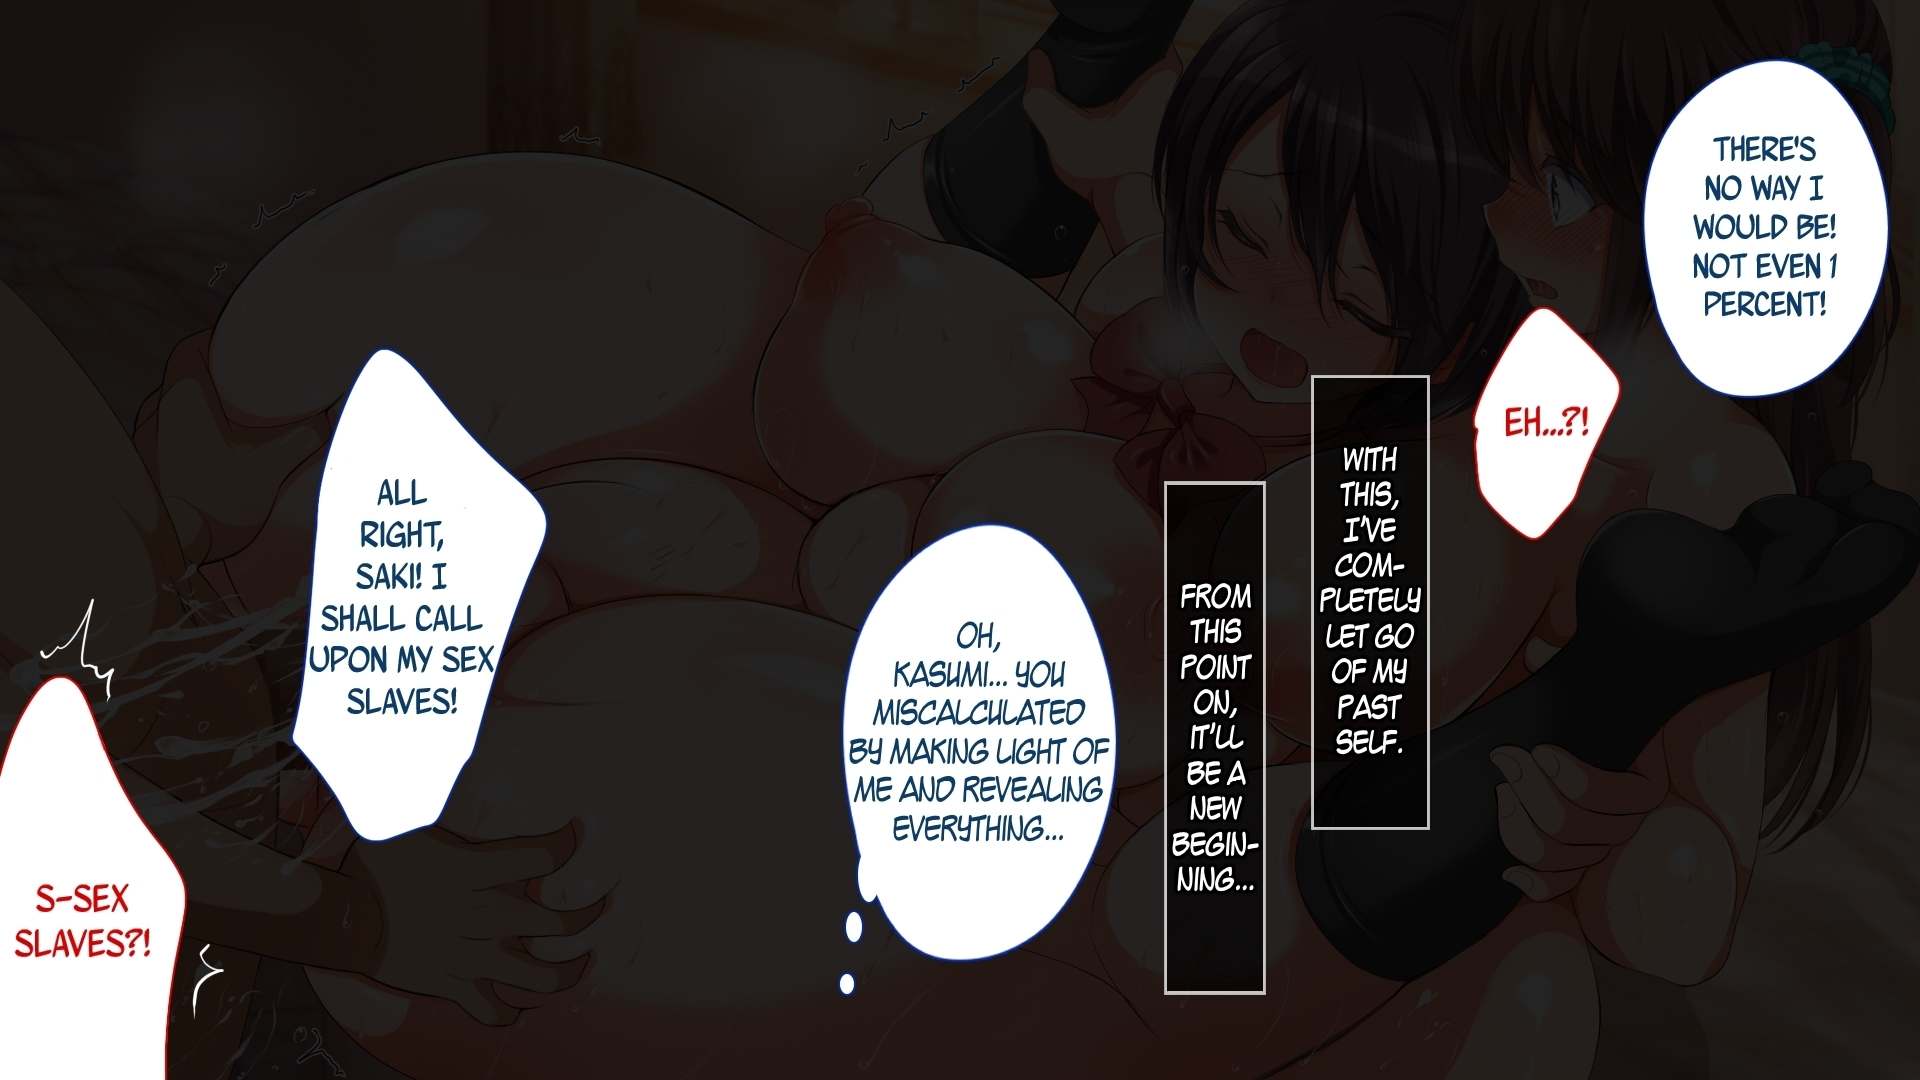 THERE'S
NO WAY I
WOULD BE!
NOT EVEN 1
PERCENT!
EH...?!
WITH
THIS,
I'VE
COM-
PLETELY
LET GO
OF MY
PAST
SELF.
FROM
THIS
POINT
ON,
IT'LL
BE A
NEW
BEGIN-
NING...
OH,
KASUMI... YOU
MISCALCULATED
BY MAKING LIGHT OF
ME AND REVEALING
EVERYTHING...
ALL
RIGHT,
SAKI! I
SHALL CALL
UPON MY SEX
SLAVES!
S-SEX
SLAVES?!